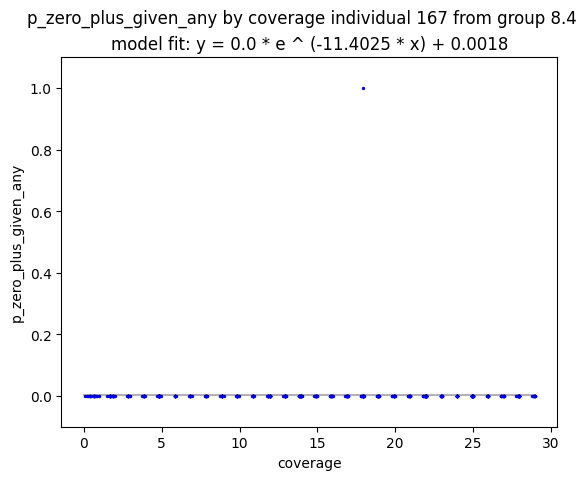 p_zero_plus_given_any by coverage individual 167 from group 8.4
model fit: y = 0.0 * e ^ (-11.4025 * x) + 0.0018
1.0
0.8
0.6
0.4
0.2
0.0
p_zero_plus_given_any
0 5 10 15 20 25 30
coverage